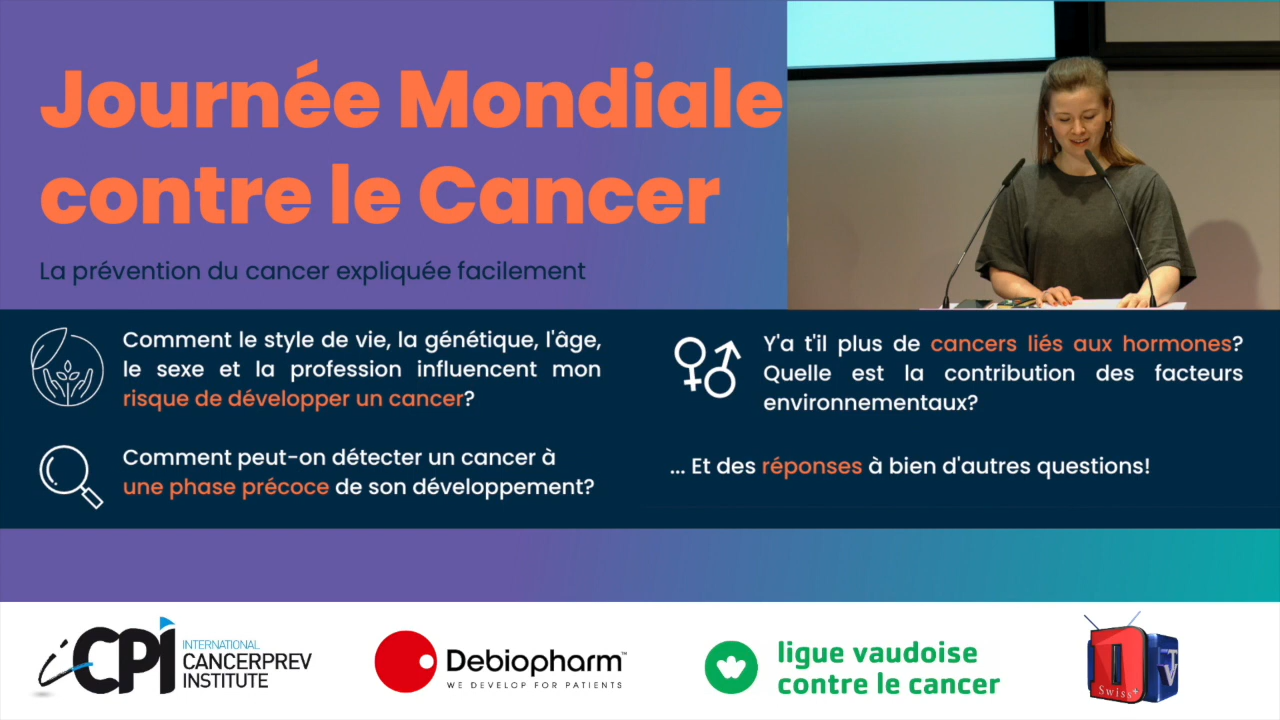 Journée Mondiale
contre le Cancer
La prévention du cancer expliquée facilement
Comment le style de vie, la génétique, l'âge,
le sexe et la profession influencent mon
risque de développer un cancer?
Comment peut-on détecter un cancer à
une phase précoce de son développement?
Y'a t'il plus de cancers liés aux hormones?
Quelle est la contribution des facteurs
environnementaux?
... Et des réponses à bien d'autres questions!
iCPI
INTERNATIONAL
CANCERPREV
INSTITUTE
Debiopharm™
WE DEVELOP FOR PATIENTS
ligue vaudoise
contre le cancer
1
Swiss+
TV